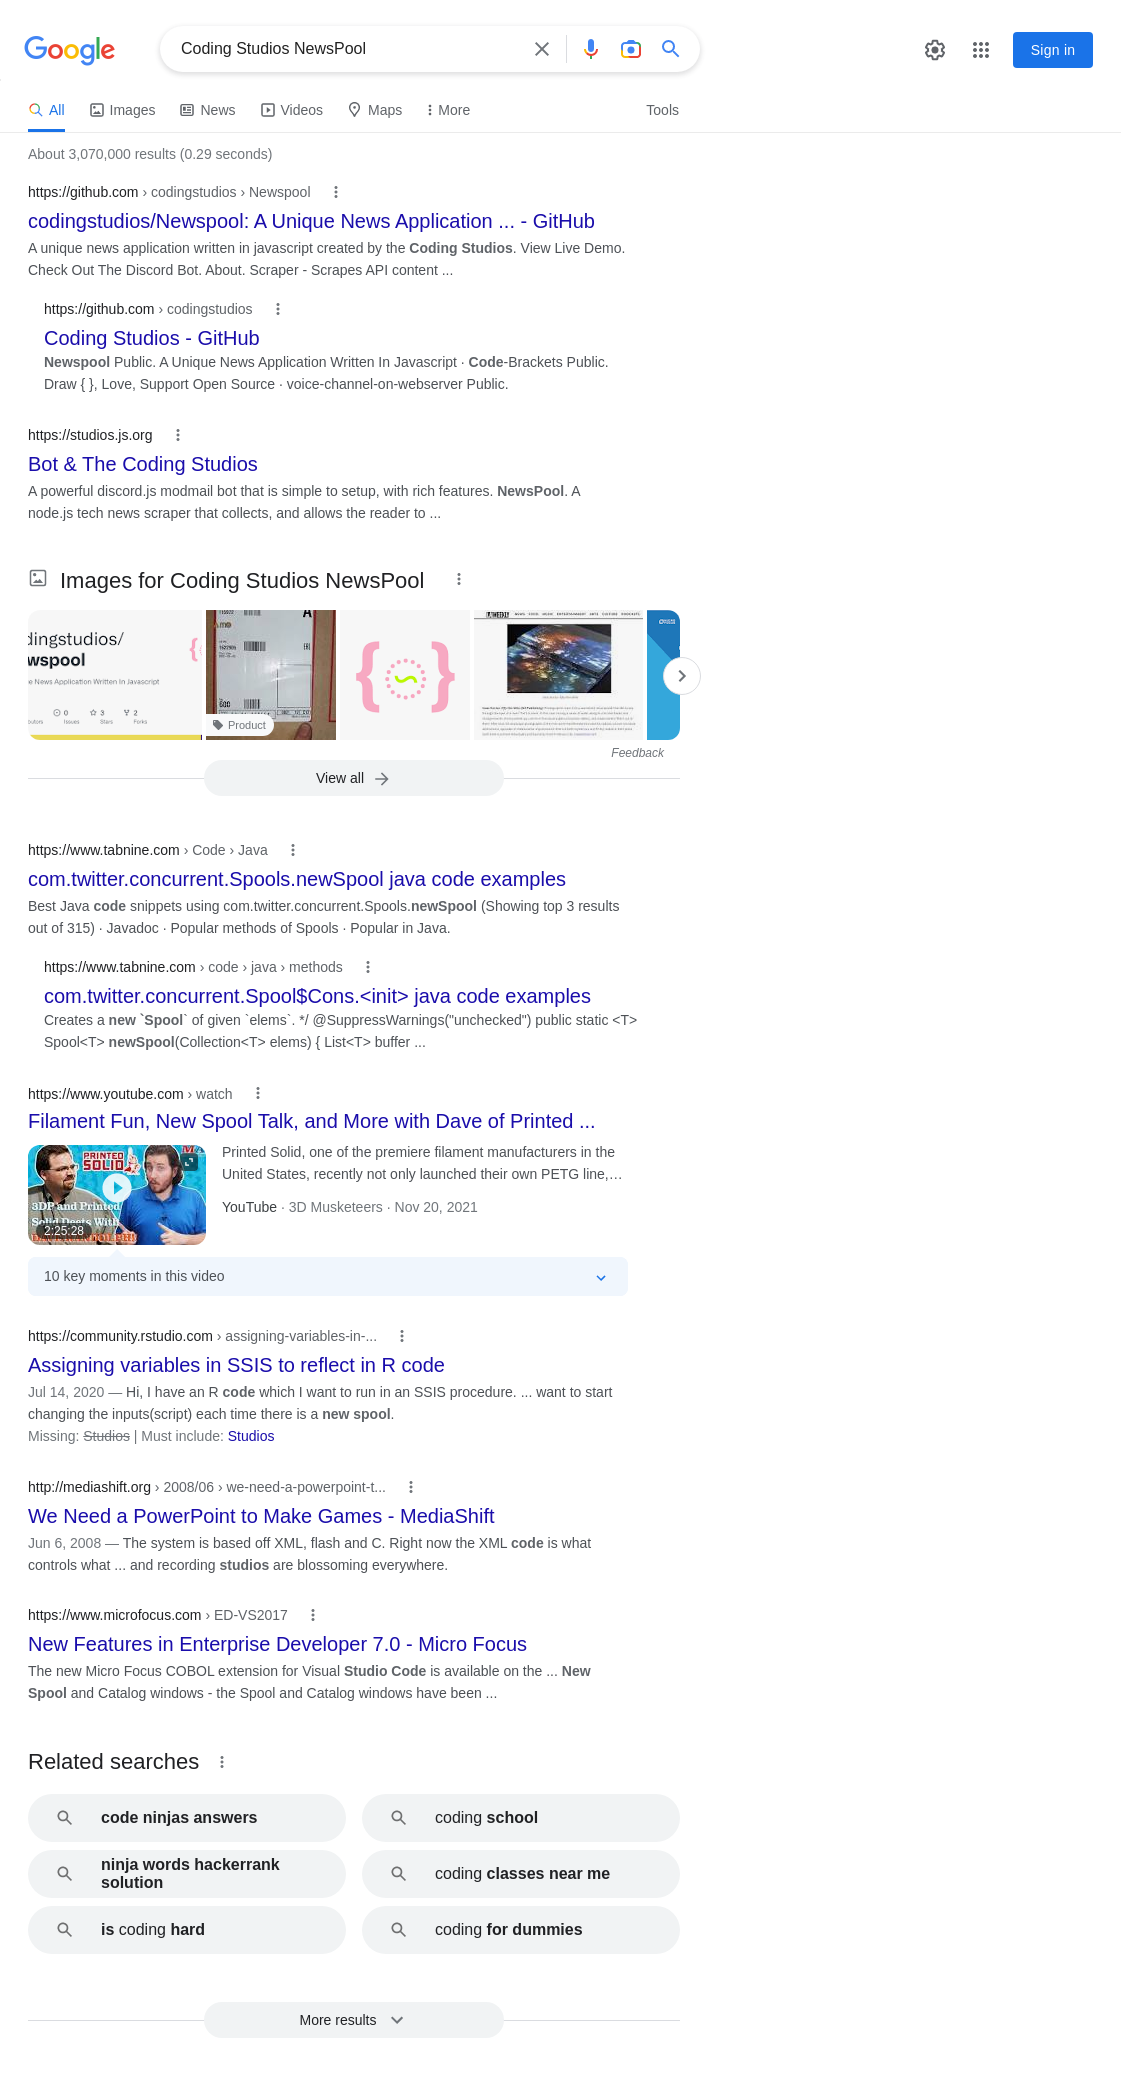 Google
Coding Studios NewsPool
Sign in
All
Images
News
Videos
Maps
More
Tools
About 3,070,000 results (0.29 seconds)
https://github.com › codingstudios › Newspool
codingstudios/Newspool: A Unique News Application ... - GitHub
A unique news application written in javascript created by the Coding Studios. View Live Demo.
Check Out The Discord Bot. About. Scraper - Scrapes API content ...
https://github.com › codingstudios
Coding Studios - GitHub
Newspool Public. A Unique News Application Written In Javascript · Code-Brackets Public.
Draw { }, Love, Support Open Source · voice-channel-on-webserver Public.
https://studios.js.org
Bot & The Coding Studios
A powerful discord.js modmail bot that is simple to setup, with rich features. NewsPool. A
node.js tech news scraper that collects, and allows the reader to ...
Images for Coding Studios NewsPool
dingstudios/
wspool
e News Application Written In Javascript
0
3
2
Issues
Stars
Forks
Product
Feedback
View all
https://www.tabnine.com › Code › Java
com.twitter.concurrent.Spools.newSpool java code examples
Best Java code snippets using com.twitter.concurrent.Spools.newSpool (Showing top 3 results
out of 315) · Javadoc · Popular methods of Spools · Popular in Java.
https://www.tabnine.com › code › java › methods
com.twitter.concurrent.Spool$Cons.<init> java code examples
Creates a new `Spool` of given `elems`. */ @SuppressWarnings("unchecked") public static <T>
Spool<T> newSpool(Collection<T> elems) { List<T> buffer ...
https://www.youtube.com › watch
Filament Fun, New Spool Talk, and More with Dave of Printed ...
PRINTED
SOLID
3DP and Printed
Solid Deets With
2:25:28
Printed Solid, one of the premiere filament manufacturers in the
United States, recently not only launched their own PETG line,…
YouTube · 3D Musketeers · Nov 20, 2021
10 key moments in this video
https://community.rstudio.com › assigning-variables-in-...
Assigning variables in SSIS to reflect in R code
Jul 14, 2020 — Hi, I have an R code which I want to run in an SSIS procedure. ... want to start
changing the inputs(script) each time there is a new spool.
Missing: Studios | Must include: Studios
http://mediashift.org › 2008/06 › we-need-a-powerpoint-t...
We Need a PowerPoint to Make Games - MediaShift
Jun 6, 2008 — The system is based off XML, flash and C. Right now the XML code is what
controls what ... and recording studios are blossoming everywhere.
https://www.microfocus.com › ED-VS2017
New Features in Enterprise Developer 7.0 - Micro Focus
The new Micro Focus COBOL extension for Visual Studio Code is available on the ... New
Spool and Catalog windows - the Spool and Catalog windows have been ...
Related searches
code ninjas answers
coding school
ninja words hackerrank
solution
coding classes near me
is coding hard
coding for dummies
More results